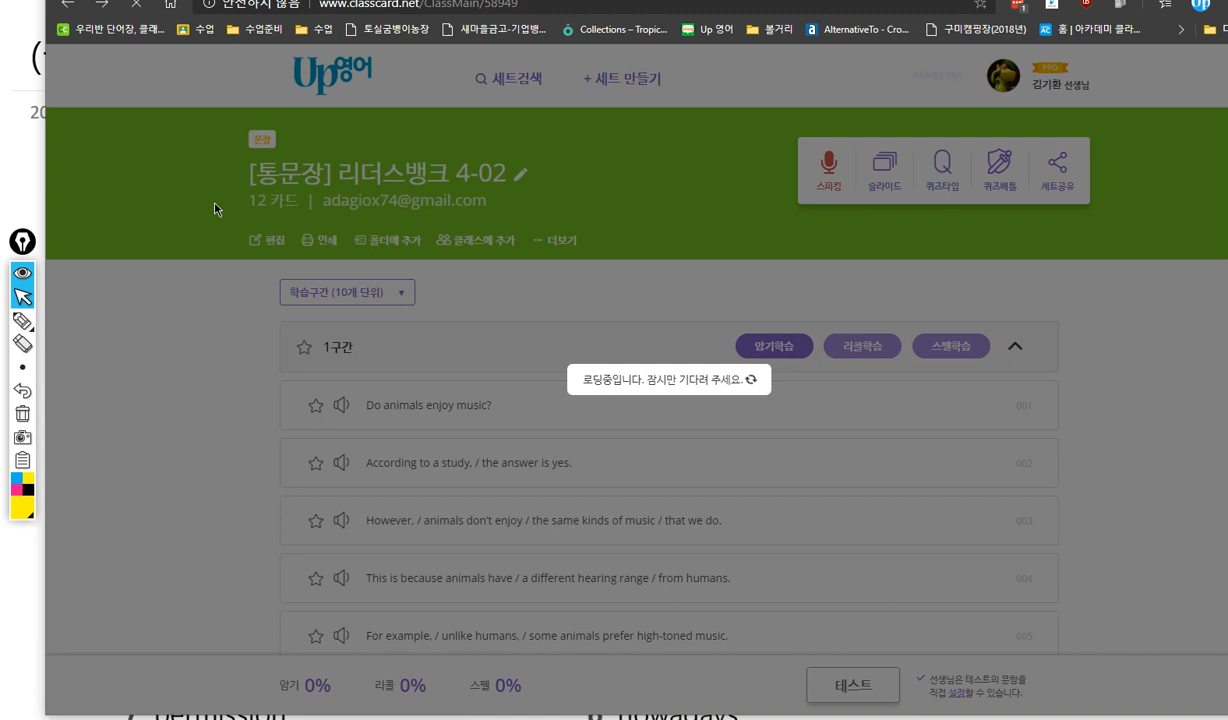 안전하지 않음 | www.classcard.net/ClassMain/58949
우리반 단어장, 클래... 수업 수업준비 수업 토실금뱅이농장 새마을금고-기업뱅... Collections – Tropic... Up 영어 볼거리 AlternativeTo - Cro... 구미캠핑장(2018년) 홈 | 아카데미 클라...
Up영어 세트검색 + 세트 만들기 PRO
김기환 선생님
20
문장
[통문장] 리더스뱅크 4-02
12 카드 | adagiox74@gmail.com
스피킹 슬라이드 퀴즈타임 퀴즈배틀 세트공유
편집 인쇄 폴더에 추가 클래스에 추가 ··· 더보기
학습구간 (10개 단위) ▼
1구간 암기학습 리콜학습 스펠학습
로딩중입니다. 잠시만 기다려 주세요.
Do animals enjoy music? 001
According to a study, / the answer is yes. 002
However, / animals don't enjoy / the same kinds of music / that we do. 003
This is because animals have / a different hearing range / from humans. 004
For example, / unlike humans, / some animals prefer high-toned music. 005
암기 0% 리콜 0% 스펠 0% 테스트
선생님은 테스트의 문항을
직접 설정할 수 있습니다.
permission nowadays